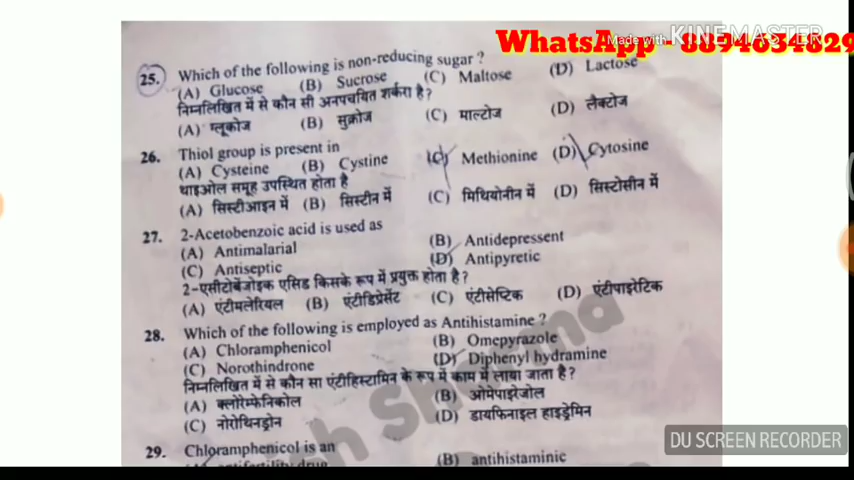 WhatsApp - 8894634829
Made with KINEMASTER
25. Which of the following is non-reducing sugar ?
(A) Glucose (B) Sucrose (C) Maltose (D) Lactose
निम्नलिखित में से कौन सी अनपचयित शर्करा है?
(A) ग्लूकोज (B) सुक्रोज (C) माल्टोज (D) लैक्टोज
26. Thiol group is present in
(A) Cysteine (B) Cystine (C) Methionine (D) Cytosine
थाइओल समूह उपस्थित होता है
(A) सिस्टीआइन में (B) सिस्टीन में (C) मिथियोनीन में (D) सिस्टोसीन में
27. 2-Acetobenzoic acid is used as
(A) Antimalarial (B) Antidepressent
(C) Antiseptic (D) Antipyretic
2-एसीटोबेंजोइक एसिड किसके रूप में प्रयुक्त होता है?
(A) एंटीमलेरियल (B) एंटीडिप्रेसेंट (C) एंटीसेप्टिक (D) एंटीपाइरेटिक
28. Which of the following is employed as Antihistamine ?
(A) Chloramphenicol (B) Omepyrazole
(C) Norothindrone (D) Diphenyl hydramine
निम्नलिखित में से कौन सा एंटीहिस्टामिन के रूप में काम में लाया जाता है?
(A) क्लोरेम्फेनिकोल (B) ओमेपाइरेजोल
(C) नोरोथिनड्रोन (D) डायफिनाइल हाइड्रेमिन
29. Chloramphenicol is an
antifertility drug (B) antihistaminic
DU SCREEN RECORDER